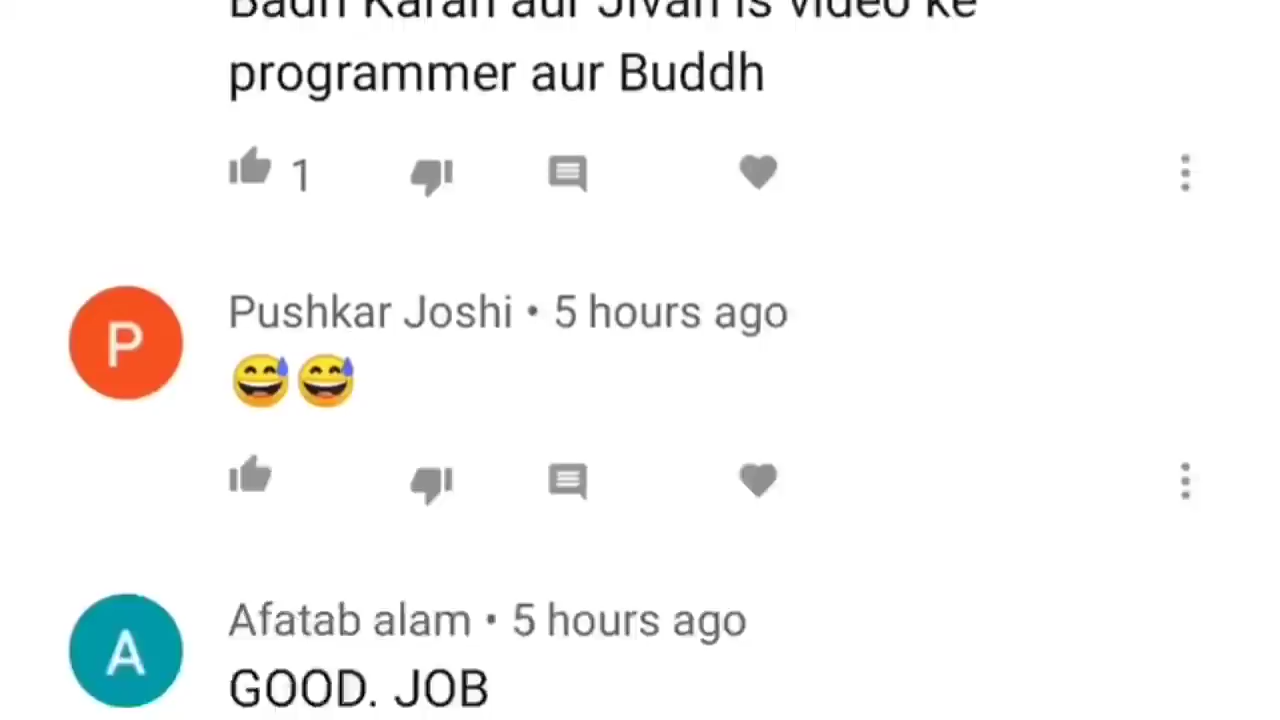 Badh Karan aur Jivan is video ke
programmer aur Buddh
1
P
Pushkar Joshi • 5 hours ago
😅😅
A
Afatab alam • 5 hours ago
GOOD. JOB